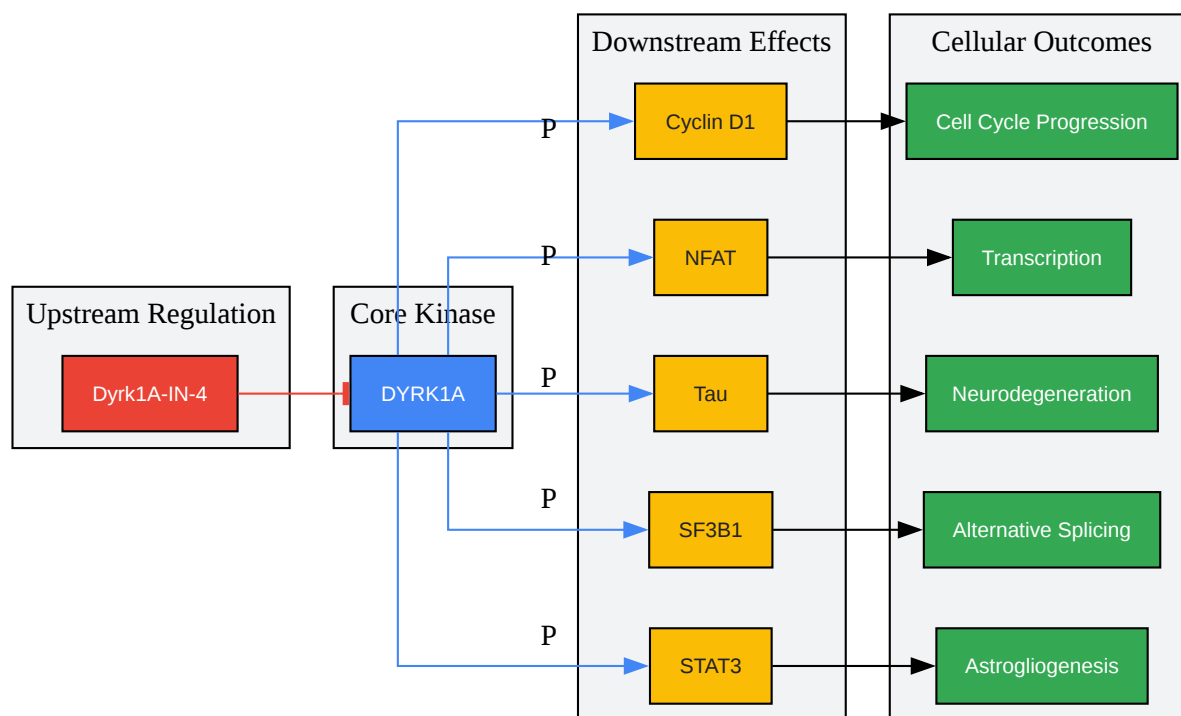 Downstream Effects
Cellular Outcomes
Cyclin D1
Cell Cycle Progression
P
NFAT
Transcription
P
Upstream Regulation
Core Kinase
Dyrk1A-IN-4
DYRK1A
P
Tau
Neurodegeneration
P
SF3B1
Alternative Splicing
P
STAT3
Astrogliogenesis